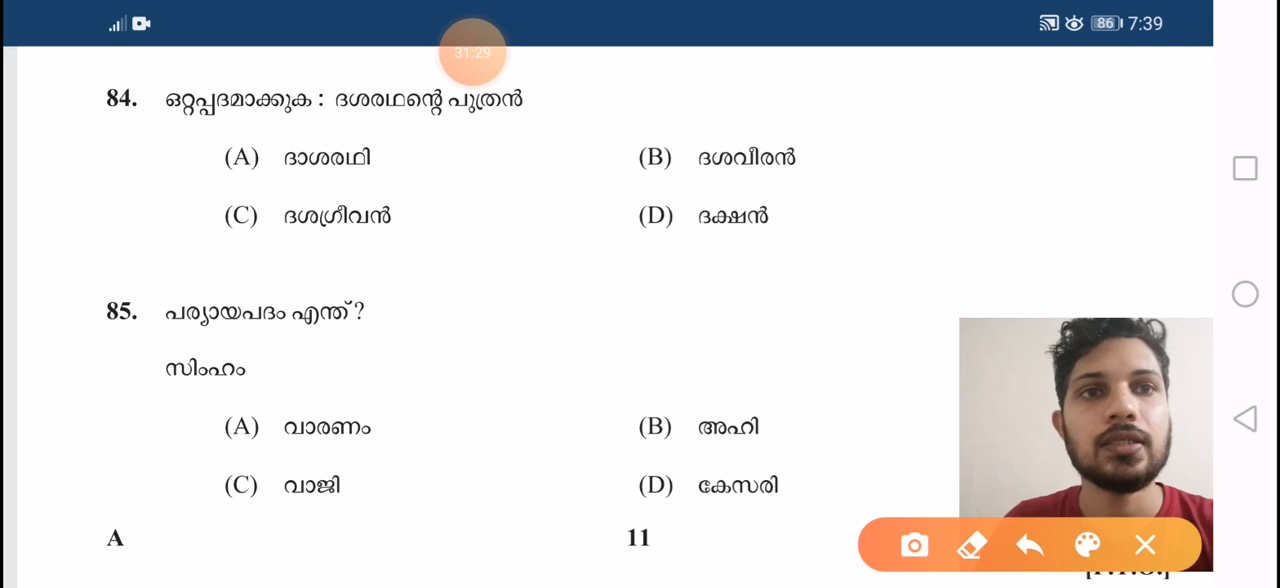 86 7:39
31:29
84. ഒറ്റപ്പദമാക്കുക : ദശരഥന്റെ പുത്രൻ
(A) ദാശരഥി (B) ദശവീരൻ
(C) ദശഗ്രീവൻ (D) ദക്ഷൻ
85. പര്യായപദം എന്ത് ?
സിംഹം
(A) വാരണം (B) അഹി
(C) വാജി (D) കേസരി
A 11